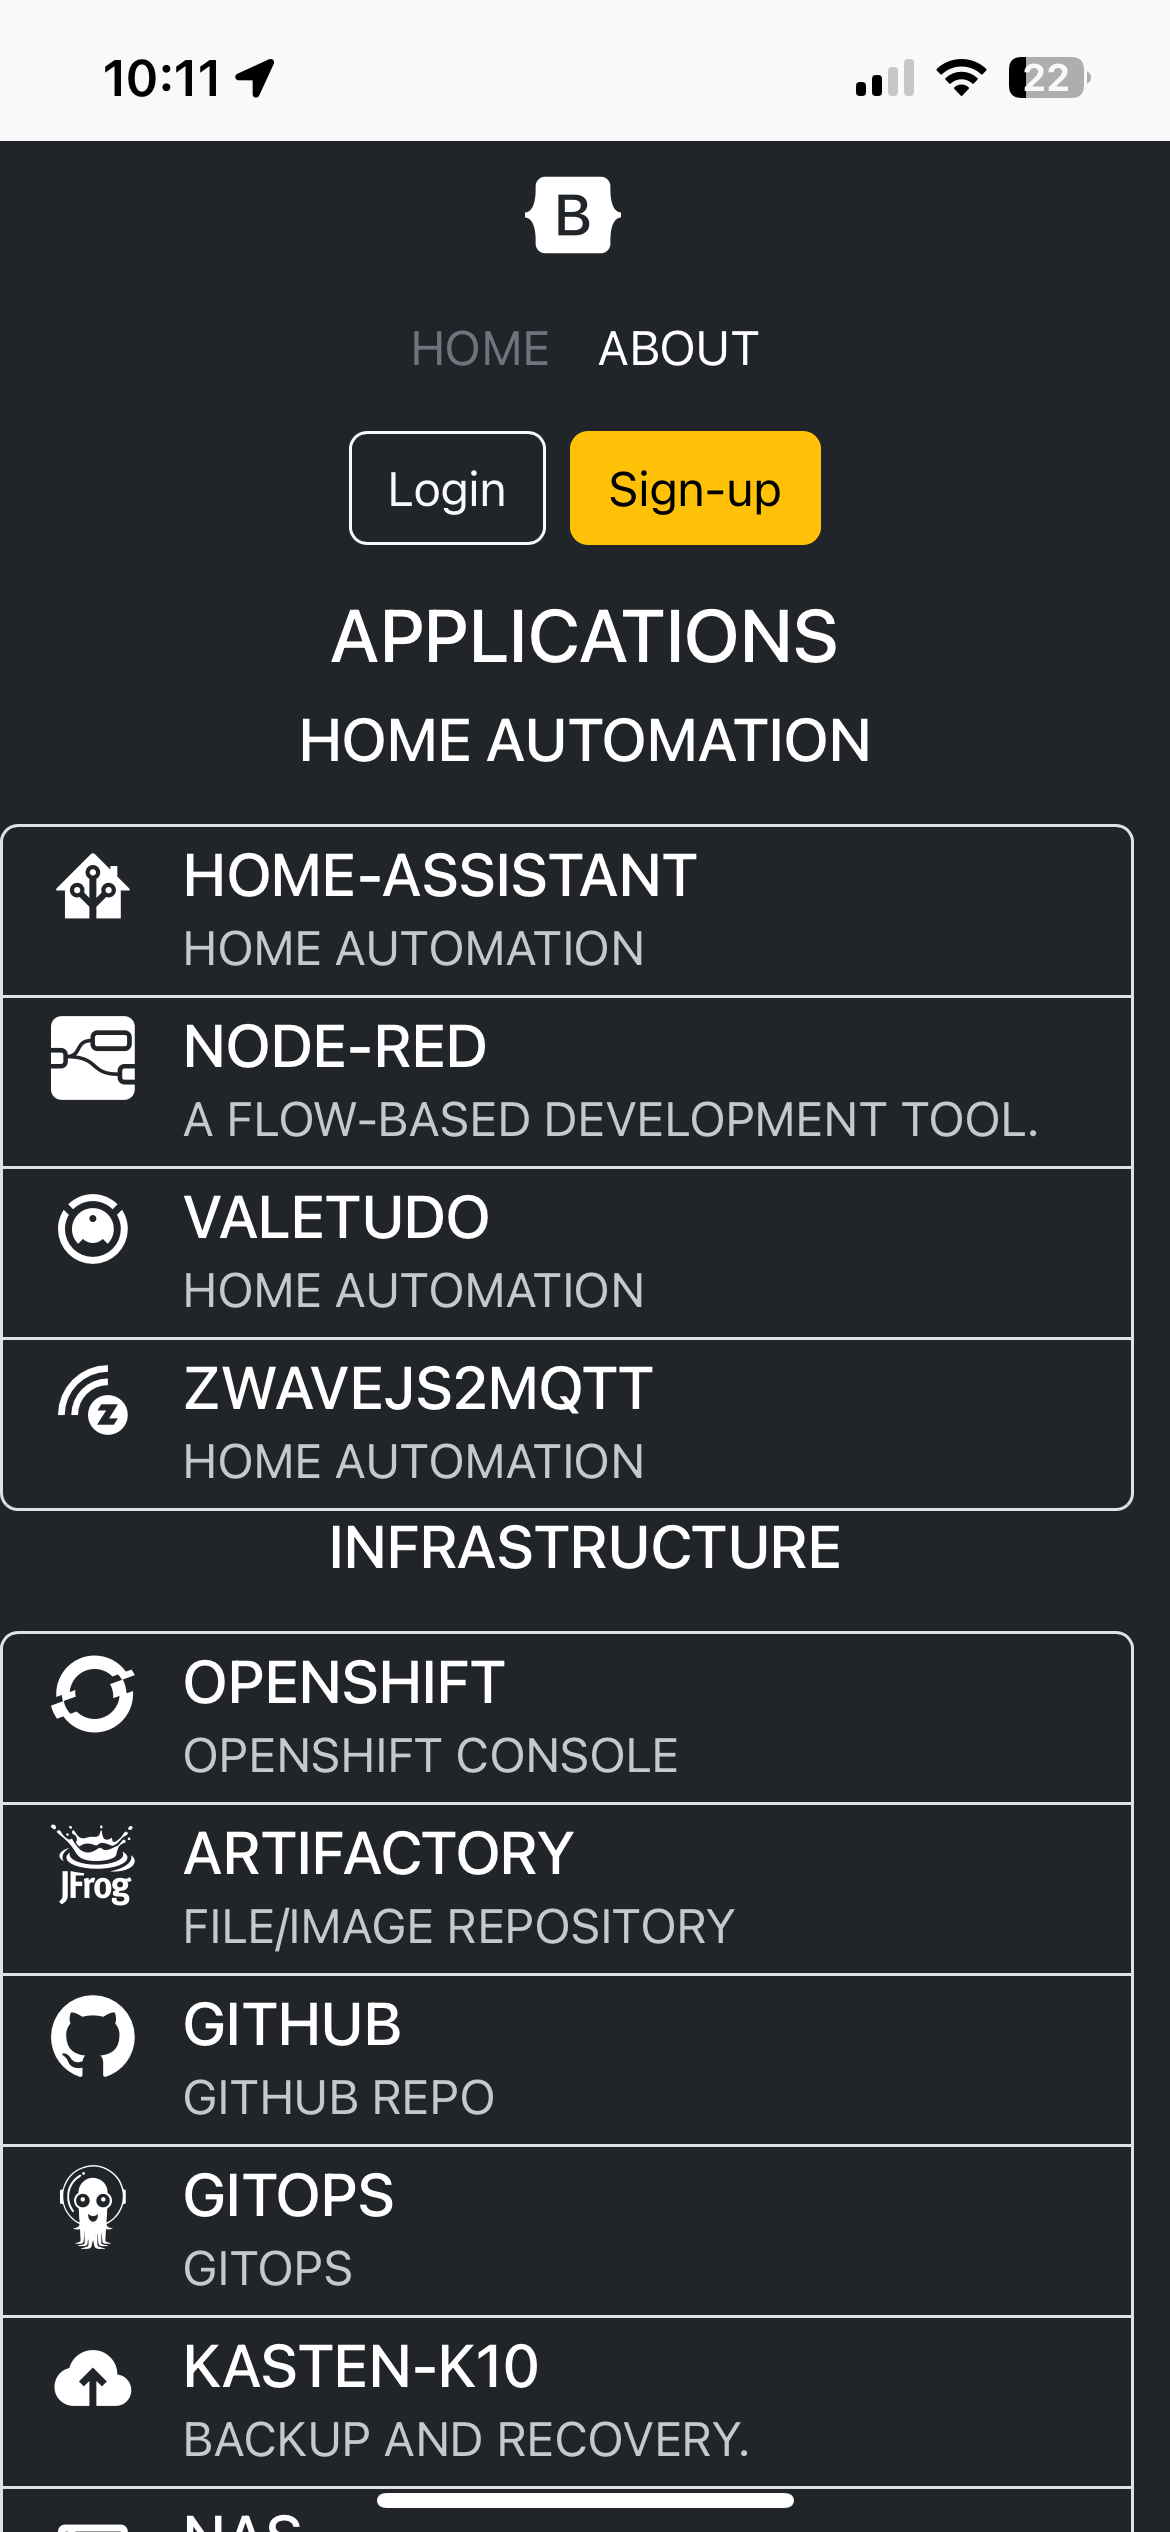 10:11
22
B
HOME ABOUT
Login Sign-up
APPLICATIONS
HOME AUTOMATION
HOME-ASSISTANT
HOME AUTOMATION
NODE-RED
A FLOW-BASED DEVELOPMENT TOOL.
VALETUDO
HOME AUTOMATION
ZWAVEJS2MQTT
Z
HOME AUTOMATION
INFRASTRUCTURE
OPENSHIFT
OPENSHIFT CONSOLE
ARTIFACTORY
JFrog
FILE/IMAGE REPOSITORY
GITHUB
GITHUB REPO
GITOPS
GITOPS
KASTEN-K10
BACKUP AND RECOVERY.
NAS